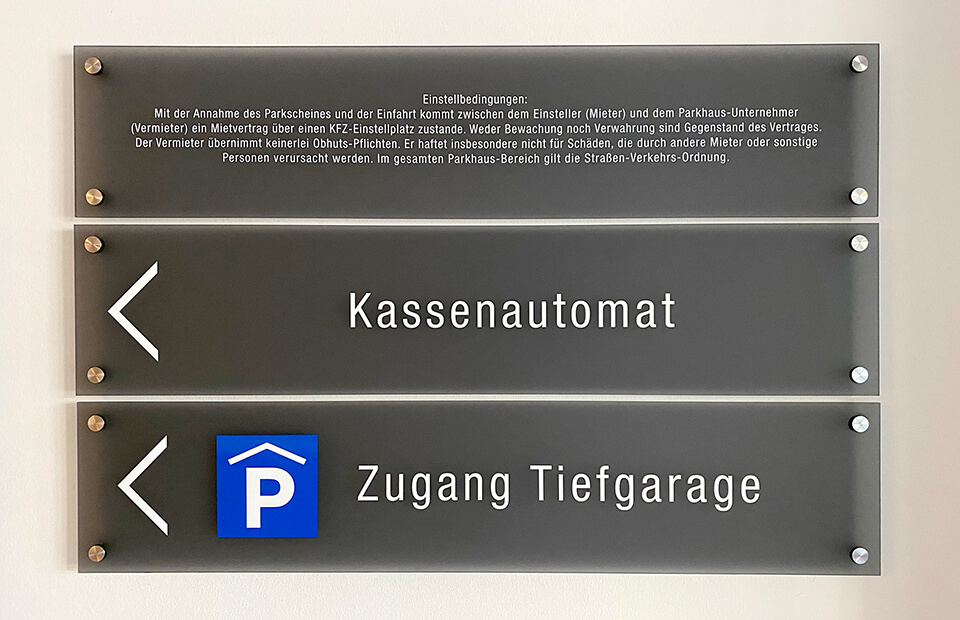 Einstellbedingungen:
Mit der Annahme des Parkscheines und der Einfahrt kommt zwischen dem Einsteller (Mieter) und dem Parkhaus-Unternehmer
(Vermieter) ein Mietvertrag über einen KFZ-Einstellplatz zustande. Weder Bewachung noch Verwahrung sind Gegenstand des Vertrages.
Der Vermieter übernimmt keinerlei Obhuts-Pflichten. Er haftet insbesondere nicht für Schäden, die durch andere Mieter oder sonstige
Personen verursacht werden. Im gesamten Parkhaus-Bereich gilt die Straßen-Verkehrs-Ordnung.
Kassenautomat
P Zugang Tiefgarage